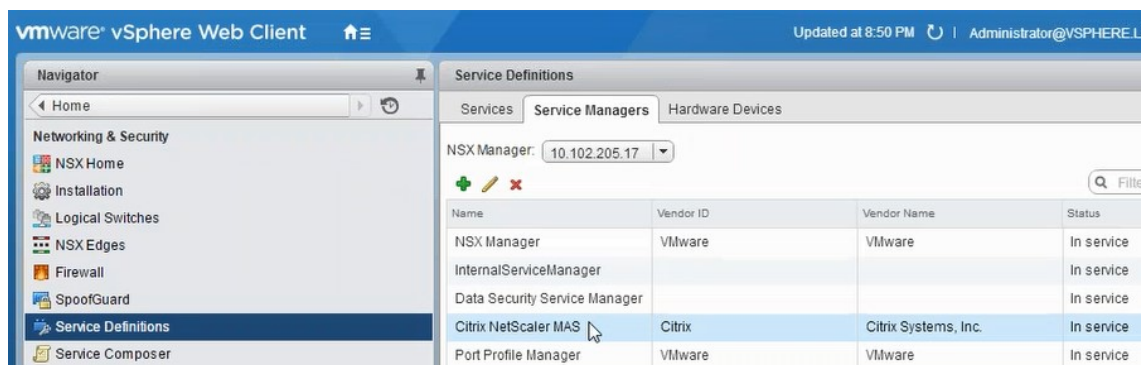 vmware® vSphere Web Client
Updated at 8:50 PM | Administrator@VSPHERE.L
Navigator
Home
Networking & Security
NSX Home
Installation
Logical Switches
NSX Edges
Firewall
SpoofGuard
Service Definitions
Service Composer
Service Definitions
Services Service Managers Hardware Devices
NSX Manager: 10.102.205.17
Filte
Name Vendor ID Vendor Name Status
NSX Manager VMware VMware In service
InternalServiceManager In service
Data Security Service Manager In service
Citrix NetScaler MAS Citrix Citrix Systems, Inc. In service
Port Profile Manager VMware VMware In service